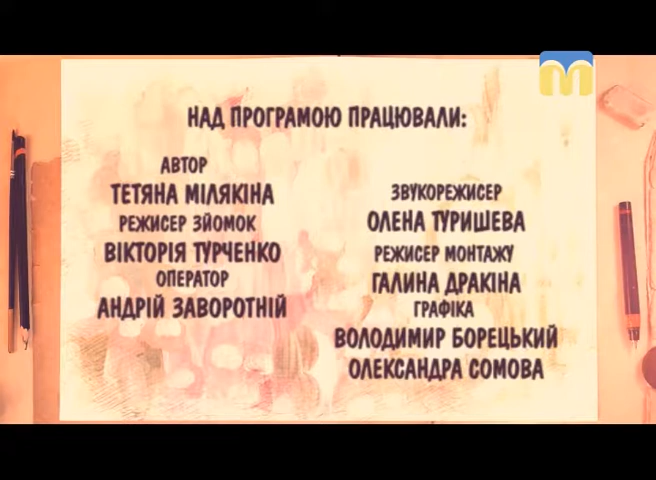 НАД ПРОГРАМОЮ ПРАЦЮВАЛИ:
АВТОР
ТЕТЯНА МІЛЯКІНА
РЕЖИСЕР ЗЙОМОК
ВІКТОРІЯ ТУРЧЕНКО
ОПЕРАТОР
АНДРІЙ ЗАВОРОТНІЙ
ЗВУКОРЕЖИСЕР
ОЛЕНА ТУРИШЕВА
РЕЖИСЕР МОНТАЖУ
ГАЛИНА ДРАКІНА
ГРАФІКА
ВОЛОДИМИР БОРЕЦЬКИЙ
ОЛЕКСАНДРА СОМОВА